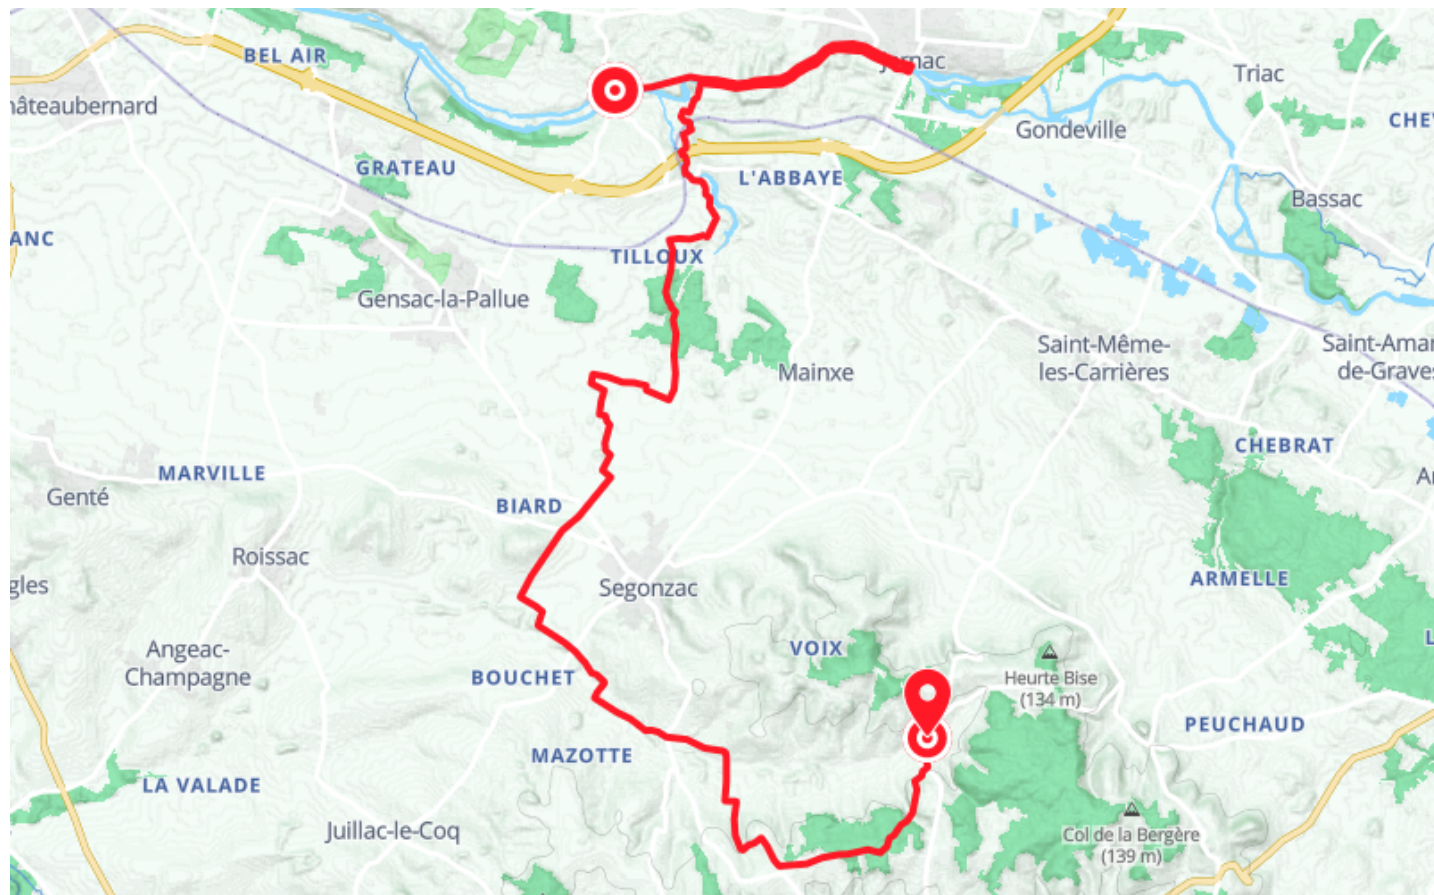 BEL AIR
Jarnac
Triac
hâteaubernard
CHE
Gondeville
GRATEAU
L'ABBAYE
Bassac
ANC
TILLOUX
Gensac-la-Pallue
Saint-Même-
les-Carrières
Saint-Amar
de-Graves
Mainxe
CHEBRAT
MARVILLE
Genté
BIARD
Roissac
gles
Segonzac
ARMELLE
Angeac-
Champagne
VOIX
BOUCHET
Heurte Bise
(134 m)
PEUCHAUD
MAZOTTE
LA VALADE
Juillac-le-Coq
Col de la Bergère
(139 m)